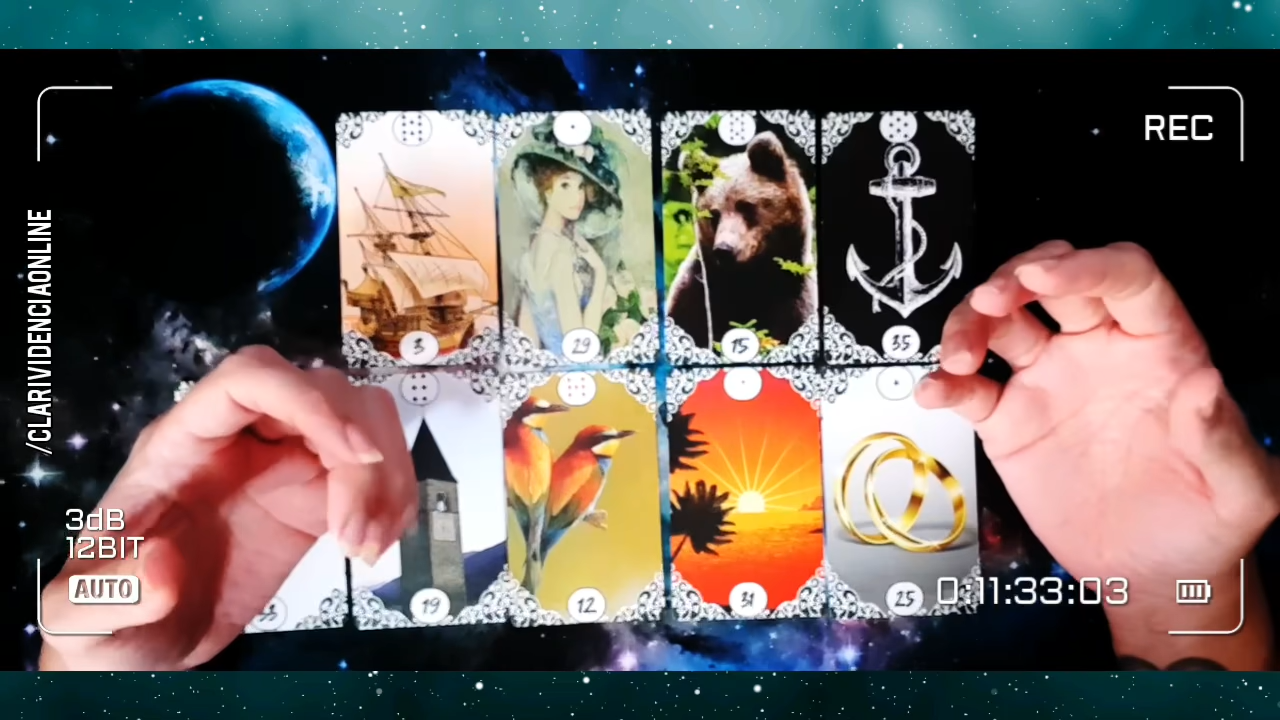 REC
/CLARIVIDENCIAONLINE
3
29
15
35
3dB
12BIT
AUTO
19
12
31
25
0:11:33:03